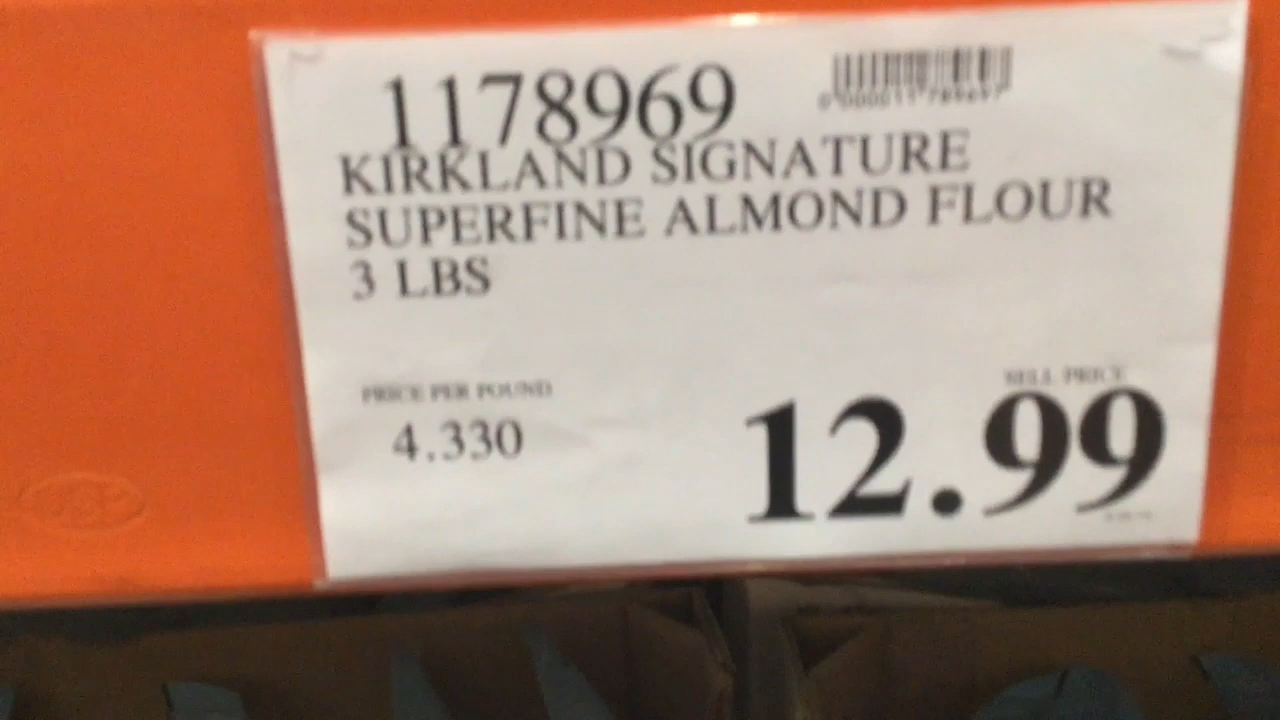 1178969
KIRKLAND SIGNATURE
SUPERFINE ALMOND FLOUR
3 LBS
PRICE PER POUND
4.330
SELL PRICE
12.99